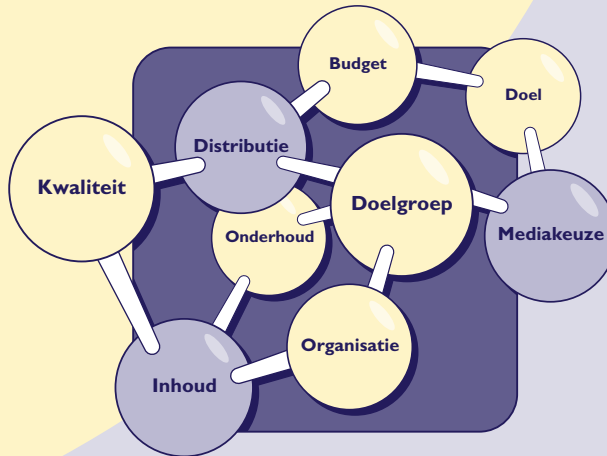 Budget
Doel
Distributie
Kwaliteit
Doelgroep
Onderhoud
Mediakeuze
Organisatie
Inhoud